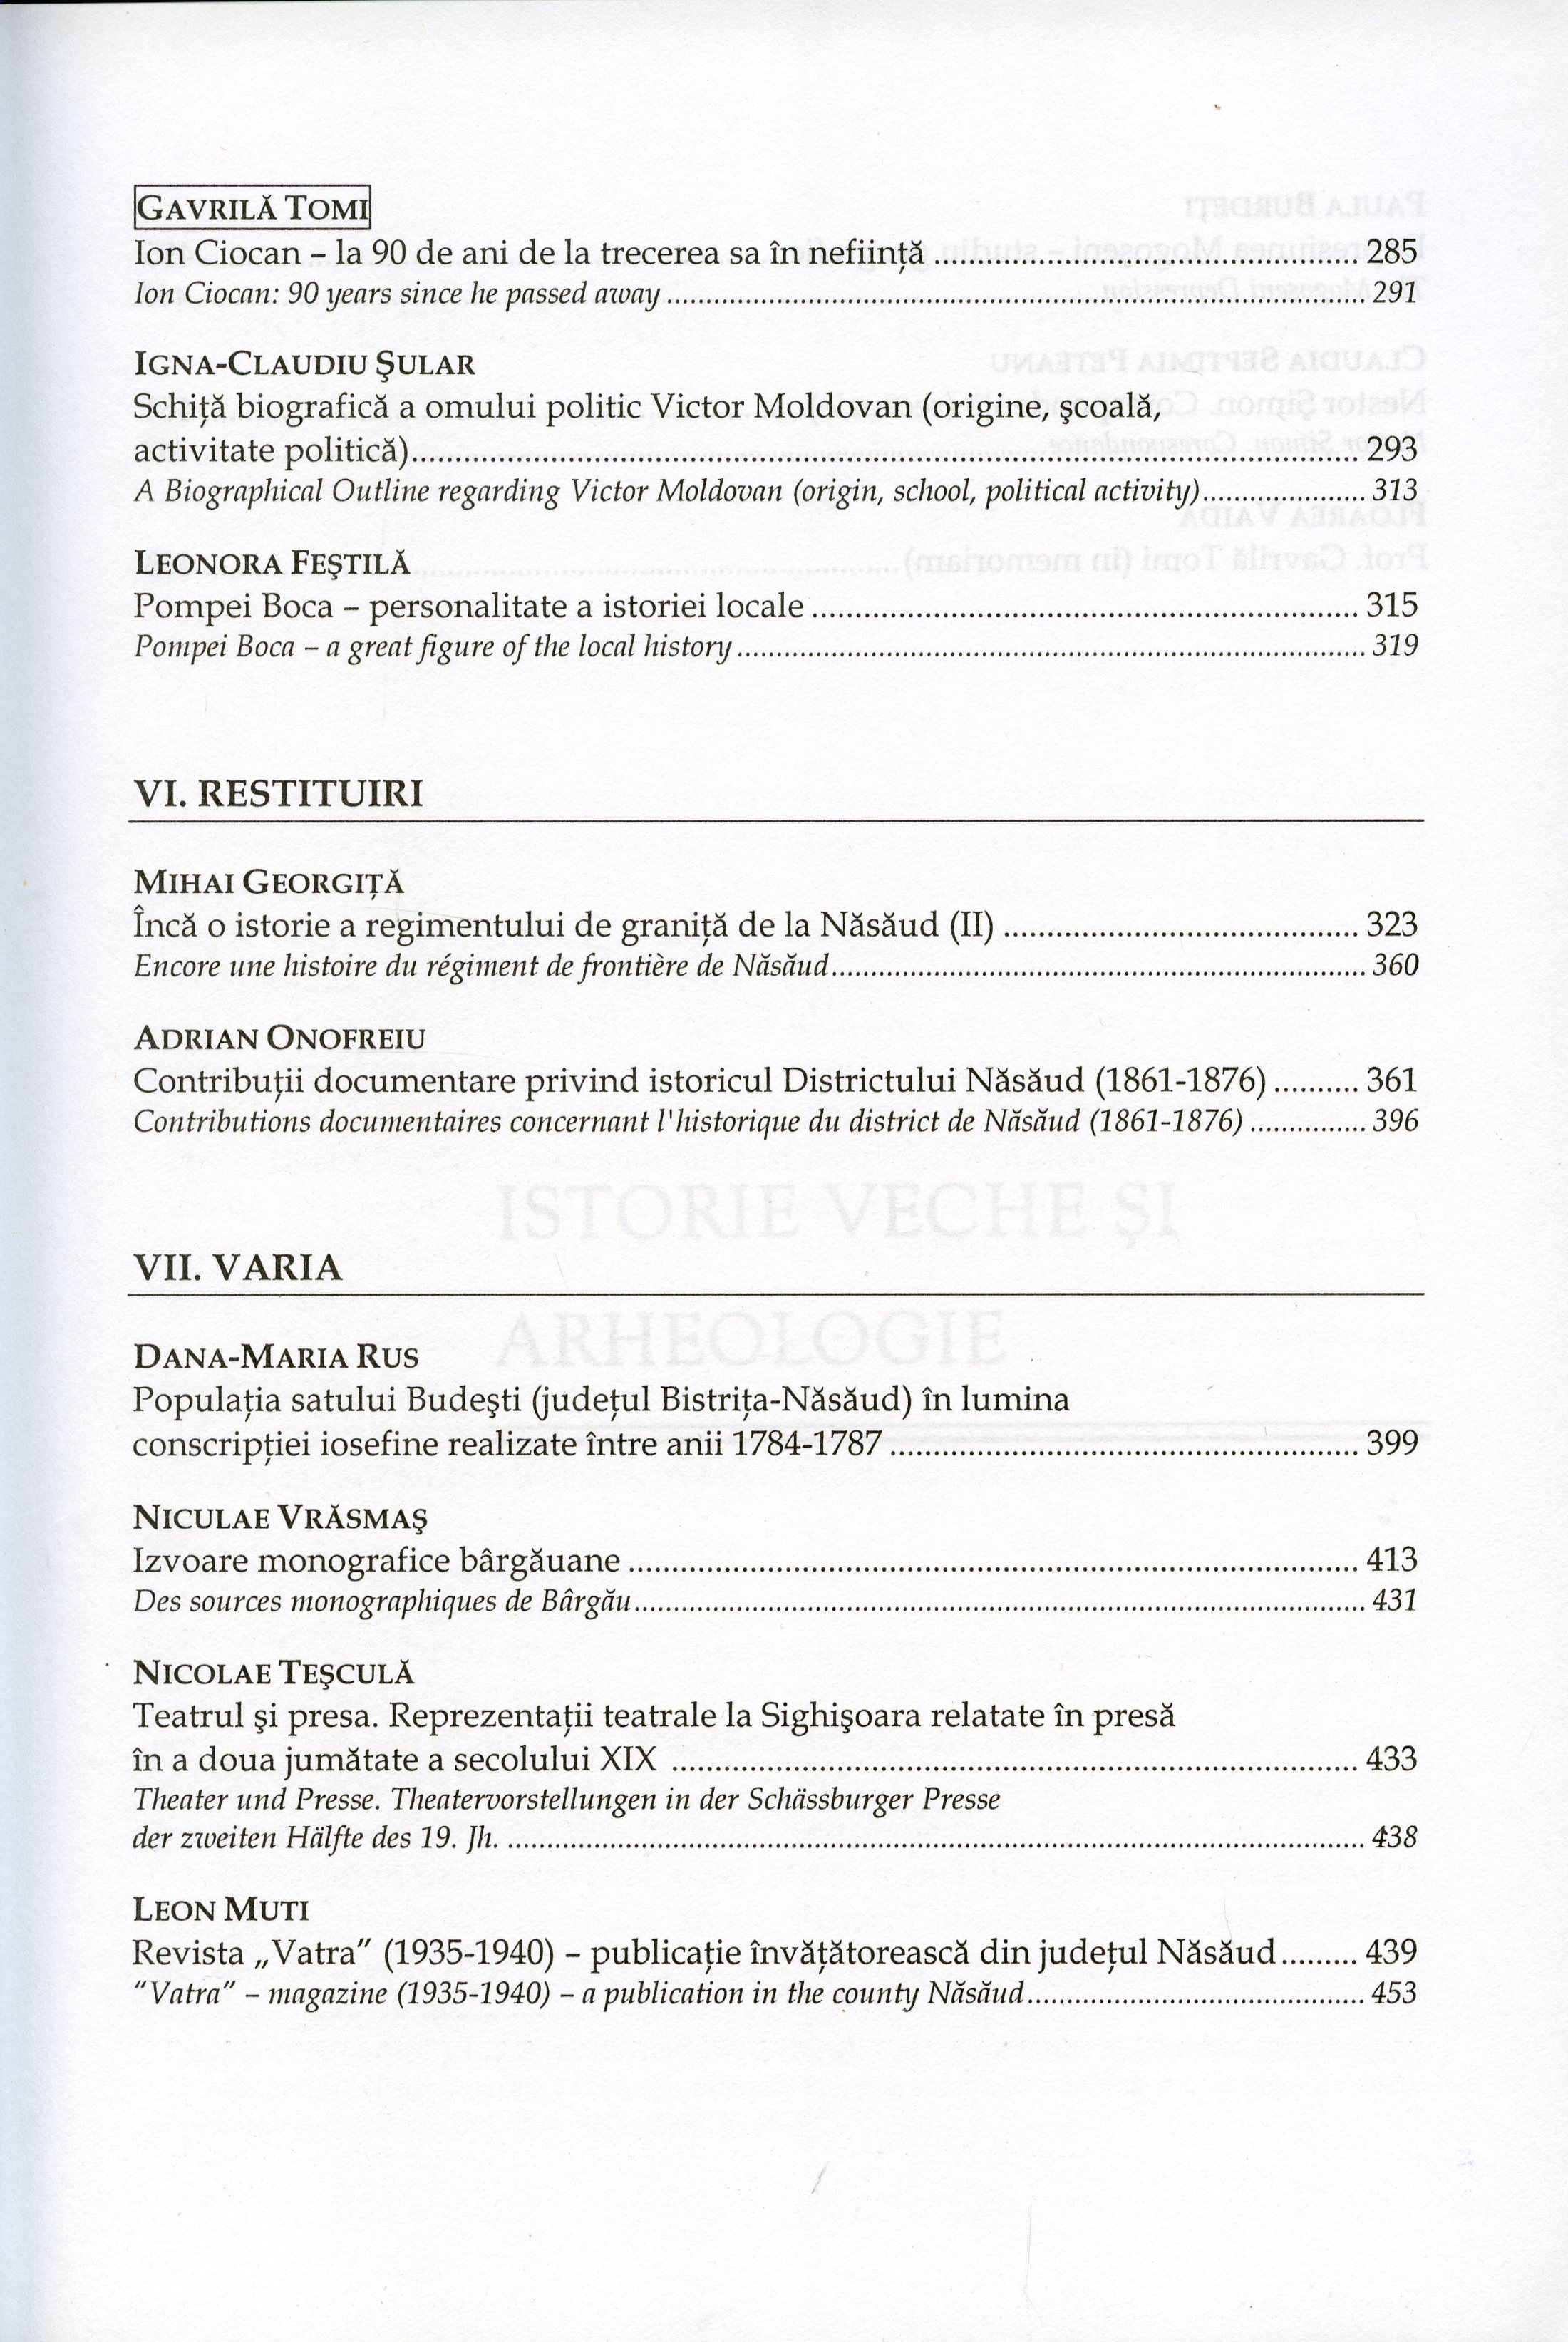 GAVRILĂ TOMI
Ion Ciocan – la 90 de ani de la trecerea sa în nefiinţă ........ 285
Ion Ciocan: 90 years since he passed away ........ 291
IGNA-CLAUDIU ŞULAR
Schiţă biografică a omului politic Victor Moldovan (origine, şcoală,
activitate politică)........ 293
A Biographical Outline regarding Victor Moldovan (origin, school, political activity)........ 313
LEONORA FEŞTILĂ
Pompei Boca – personalitate a istoriei locale ........ 315
Pompei Boca – a great figure of the local history ........ 319
VI. RESTITUIRI
MIHAI GEORGIŢĂ
Încă o istorie a regimentului de graniţă de la Năsăud (II) ........ 323
Encore une histoire du régiment de frontière de Năsăud........ 360
ADRIAN ONOFREIU
Contribuţii documentare privind istoricul Districtului Năsăud (1861-1876) ........ 361
Contributions documentaires concernant l'historique du district de Năsăud (1861-1876) ........ 396
ISTORIE VECHE ŞI
VII. VARIA
ARHEOLOGIE
DANA-MARIA RUS
Populaţia satului Budeşti (judeţul Bistriţa-Năsăud) în lumina
conscripţiei iosefine realizate între anii 1784-1787 ........ 399
NICULAE VRĂSMAŞ
Izvoare monografice bârgăuane ........ 413
Des sources monographiques de Bârgău........ 431
NICOLAE TEŞCULĂ
Teatrul şi presa. Reprezentaţii teatrale la Sighişoara relatate în presă
în a doua jumătate a secolului XIX ........ 433
Theater und Presse. Theatervorstellungen in der Schässburger Presse
der zweiten Hälfte des 19. Jh. ........ 438
LEON MUTI
Revista „Vatra" (1935-1940) – publicaţie învăţătorească din judeţul Năsăud ........ 439
"Vatra" – magazine (1935-1940) – a publication in the county Năsăud........ 453